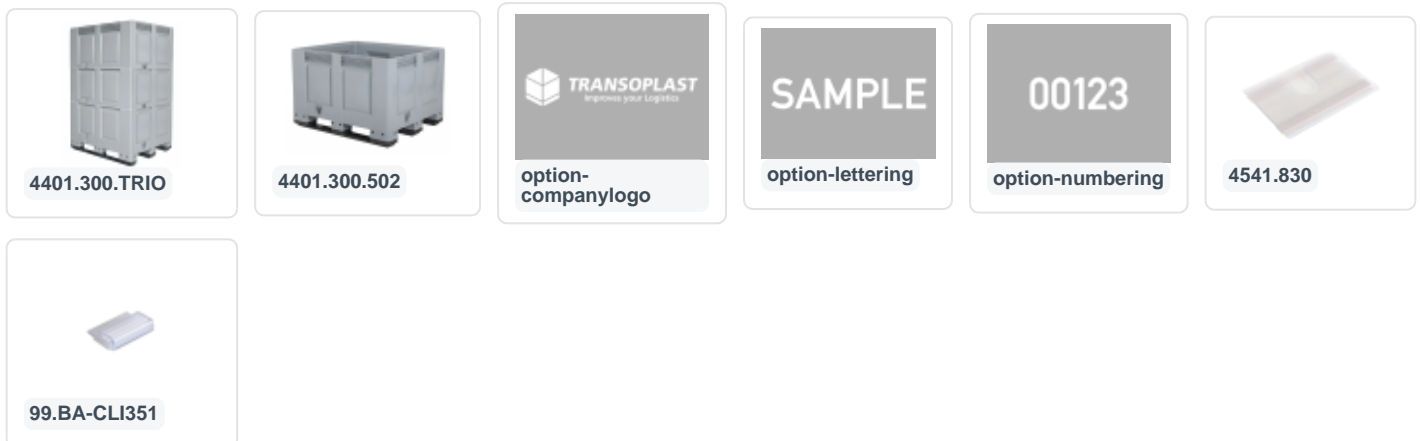 TRANSOPLAST
Improves your Logistics
SAMPLE
00123
4401.300.TRIO
4401.300.502
option-
companylogo
option-lettering
option-numbering
4541.830
99.BA-CLI351